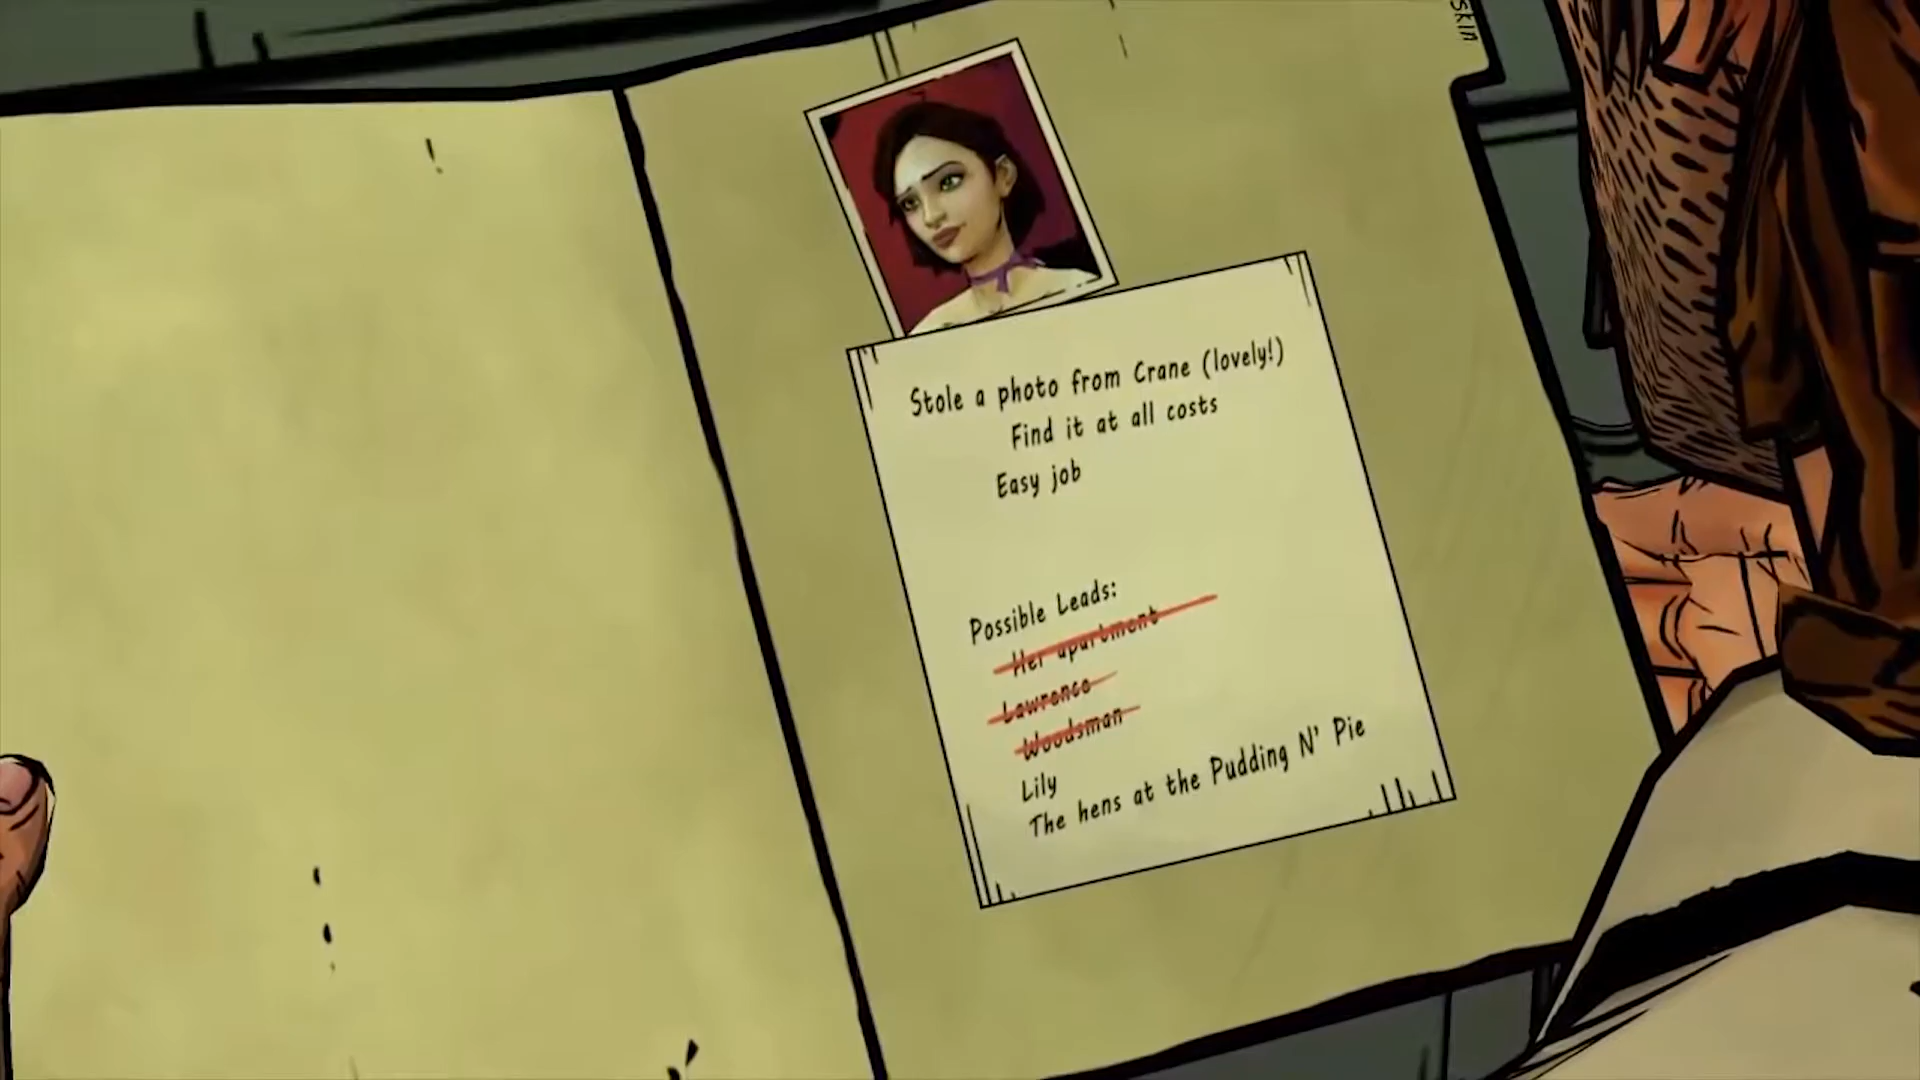 skin
Stole a photo from Crane (lovely!)
Find it at all costs
Easy job
Possible Leads:
Her apartment
Lawrence
Woodsman
Lily
The hens at the Pudding N' Pie